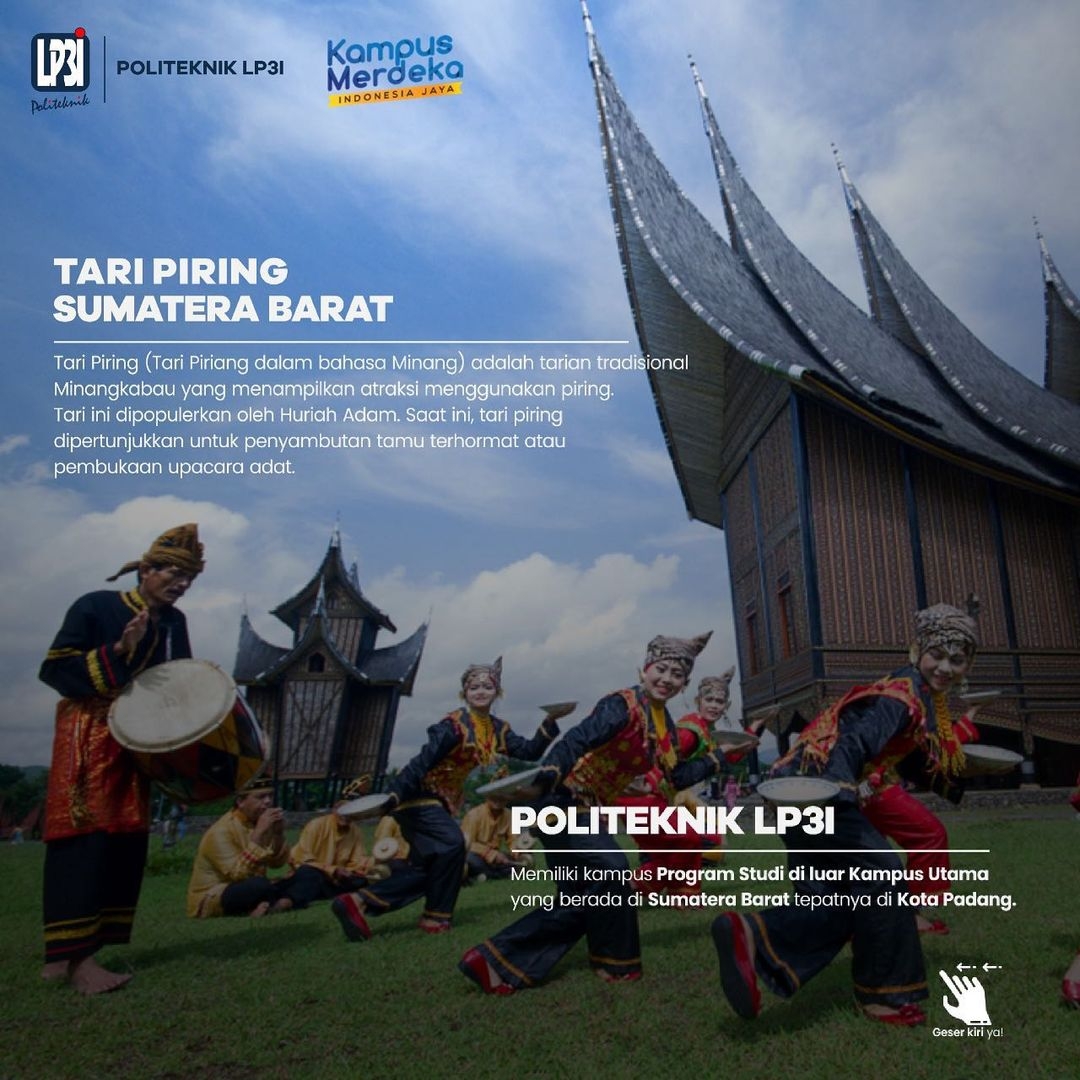 LP3I
Politeknik
POLITEKNIK LP3I
Kampus
Merdeka
INDONESIA JAYA
TARI PIRING
SUMATERA BARAT
Tari Piring (Tari Piriang dalam bahasa Minang) adalah tarian tradisional
Minangkabau yang menampilkan atraksi menggunakan piring.
Tari ini dipopulerkan oleh Huriah Adam. Saat ini, tari piring
dipertunjukkan untuk penyambutan tamu terhormat atau
pembukaan upacara adat.
POLITEKNIK LP3I
Memiliki kampus Program Studi di luar Kampus Utama
yang berada di Sumatera Barat tepatnya di Kota Padang.
Geser kiri ya!